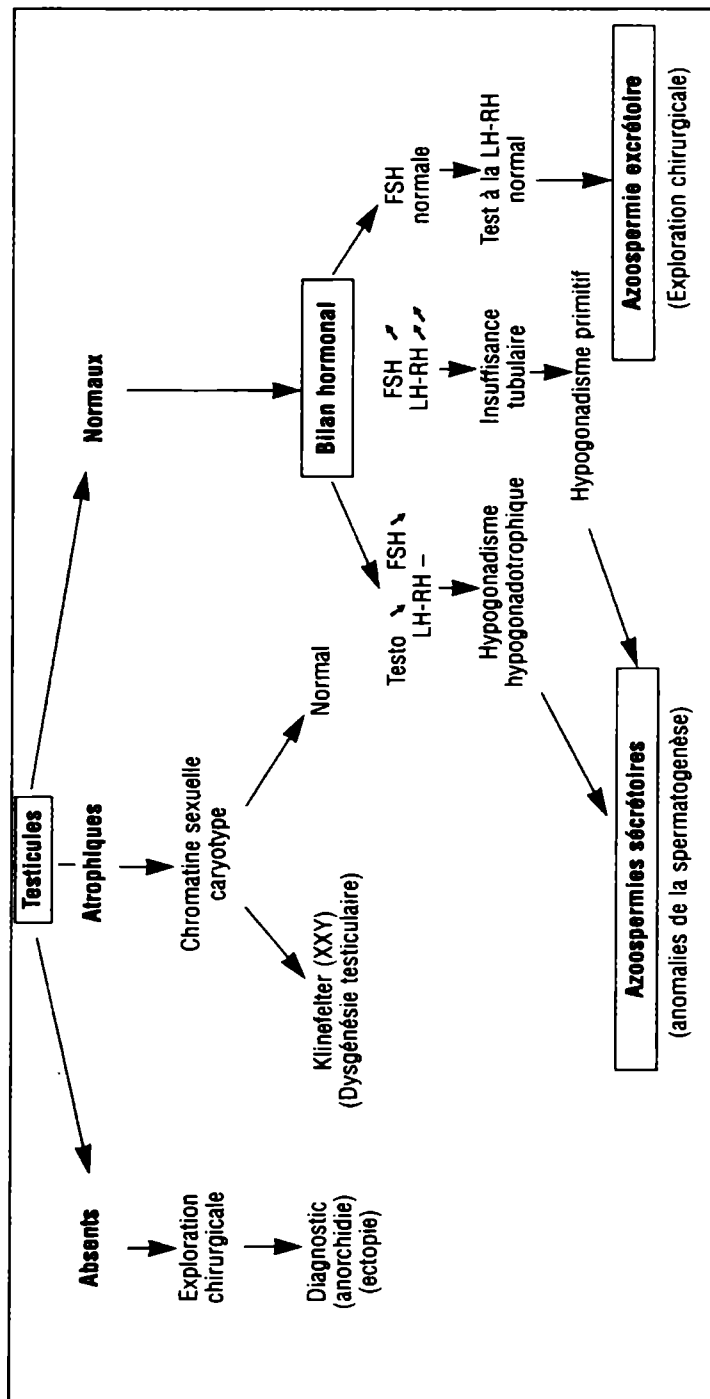 Testicules
Absents
Atrophiques
Normaux
Exploration
chirurgicale
Diagnostic
(anorchidie)
(ectopie)
Chromatine sexuelle
caryotype
Klinefelter (XXY)
(Dysgénésie testiculaire)
Normal
Bilan hormonal
Testo ↘ FSH ↘
LH-RH –
Hypogonadisme
hypogonadotrophique
FSH ↗
LH-RH ↗↗
Insuffisance
tubulaire
Hypogonadisme primitif
FSH
normale
Test à la LH-RH
normal
Azoospermies sécrétoires
(anomalies de la spermatogenèse)
Azoospermie excrétoire
(Exploration chirurgicale)